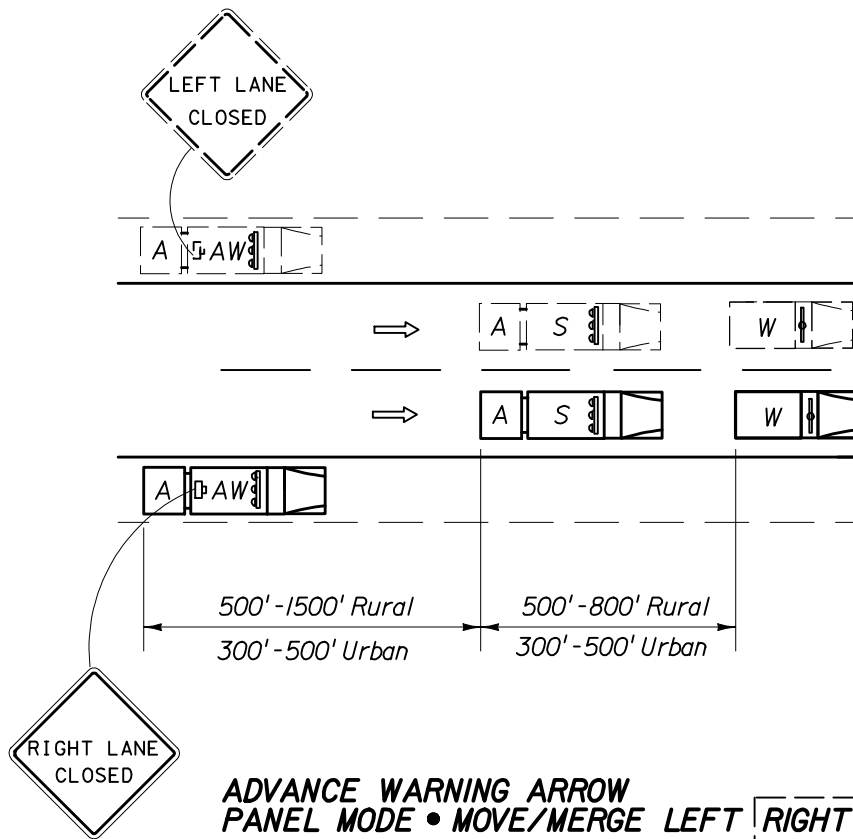 LEFT LANE
CLOSED
A AW
A S W
A S W
A AW
500'-1500' Rural 500'-800' Rural
300'-500' Urban 300'-500' Urban
RIGHT LANE
CLOSED
ADVANCE WARNING ARROW
PANEL MODE • MOVE/MERGE LEFT RIGHT